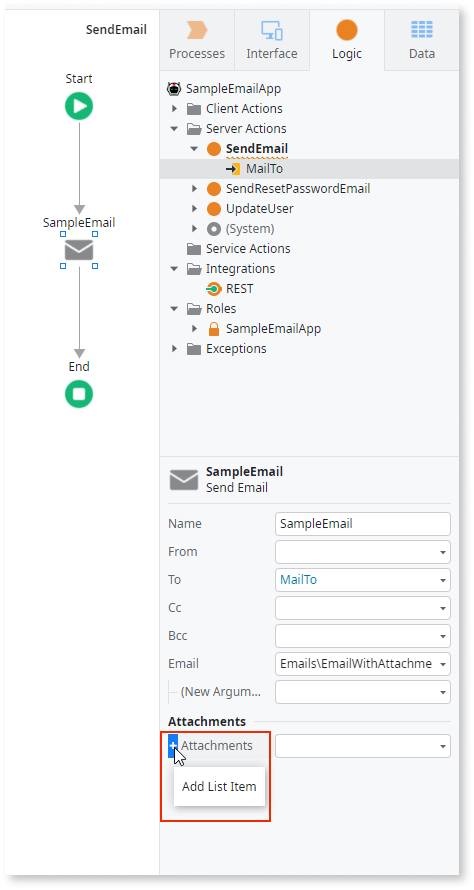 SendEmail
Start
SampleEmail
End
Processes
Interface
Logic
Data
SampleEmailApp
Client Actions
Server Actions
SendEmail
MailTo
SendResetPasswordEmail
UpdateUser
(System)
Service Actions
Integrations
REST
Roles
SampleEmailApp
Exceptions
SampleEmail
Send Email
Name SampleEmail
From
To MailTo
Cc
Bcc
Email Emails\EmailWithAttachme
(New Argum...
Attachments
Attachments
Add List Item